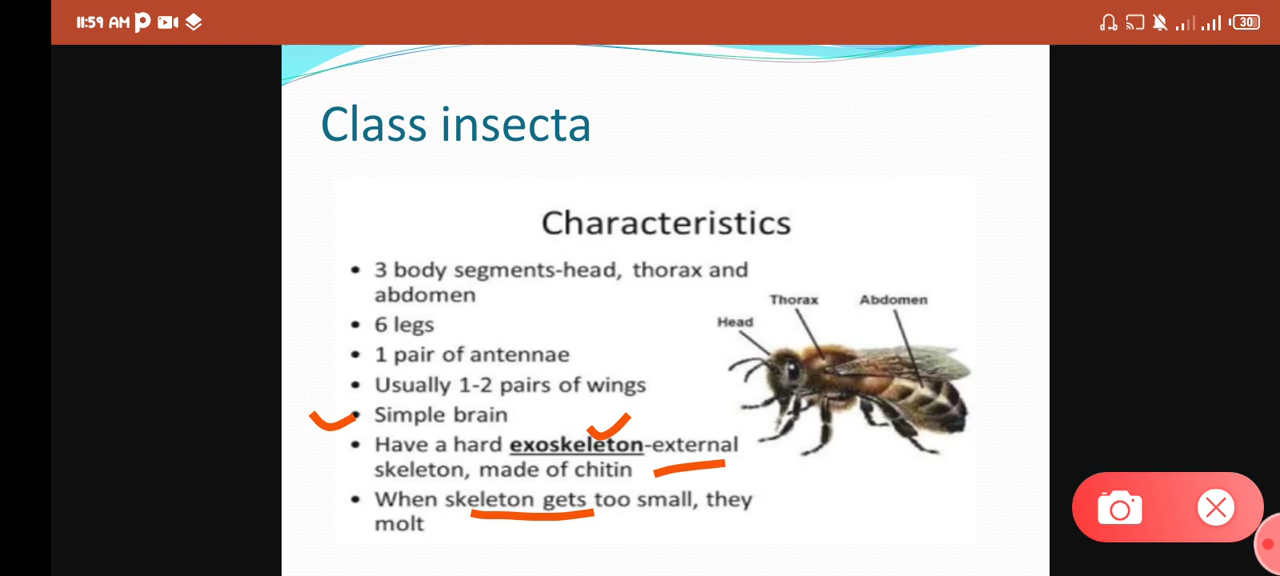 11:59 AM
30
Class insecta
Characteristics
• 3 body segments-head, thorax and
abdomen
• 6 legs
• 1 pair of antennae
• Usually 1-2 pairs of wings
• Simple brain
• Have a hard exoskeleton-external
skeleton, made of chitin
• When skeleton gets too small, they
molt
Thorax
Abdomen
Head